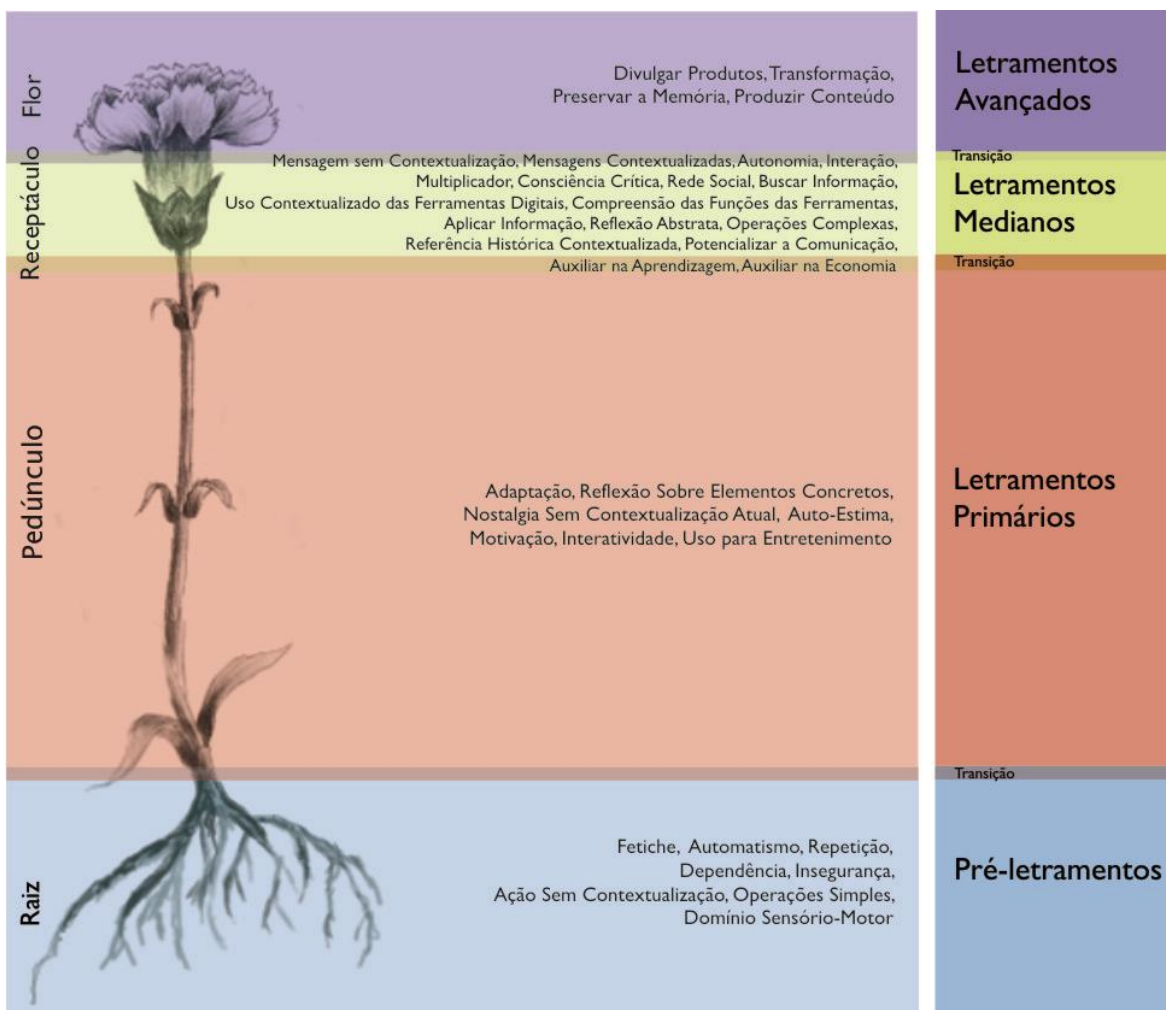 Flor
Divulgar Produtos, Transformação,
Preservar a Memória, Produzir Conteúdo
Letramentos
Avançados
Transição
Receptáculo
Mensagem sem Contextualização, Mensagens Contextualizadas, Autonomia, Interação,
Multiplicador, Consciência Crítica, Rede Social, Buscar Informação,
Uso Contextualizado das Ferramentas Digitais, Compreensão das Funções das Ferramentas,
Aplicar Informação, Reflexão Abstrata, Operações Complexas,
Referência Histórica Contextualizada, Potencializar a Comunicação,
Auxiliar na Aprendizagem, Auxiliar na Economia
Letramentos
Medianos
Transição
Pedúnculo
Adaptação, Reflexão Sobre Elementos Concretos,
Nostalgia Sem Contextualização Atual, Auto-Estima,
Motivação, Interatividade, Uso para Entretenimento
Letramentos
Primários
Transição
Raiz
Fetiche, Automatismo, Repetição,
Dependência, Insegurança,
Ação Sem Contextualização, Operações Simples,
Domínio Sensório-Motor
Pré-letramentos